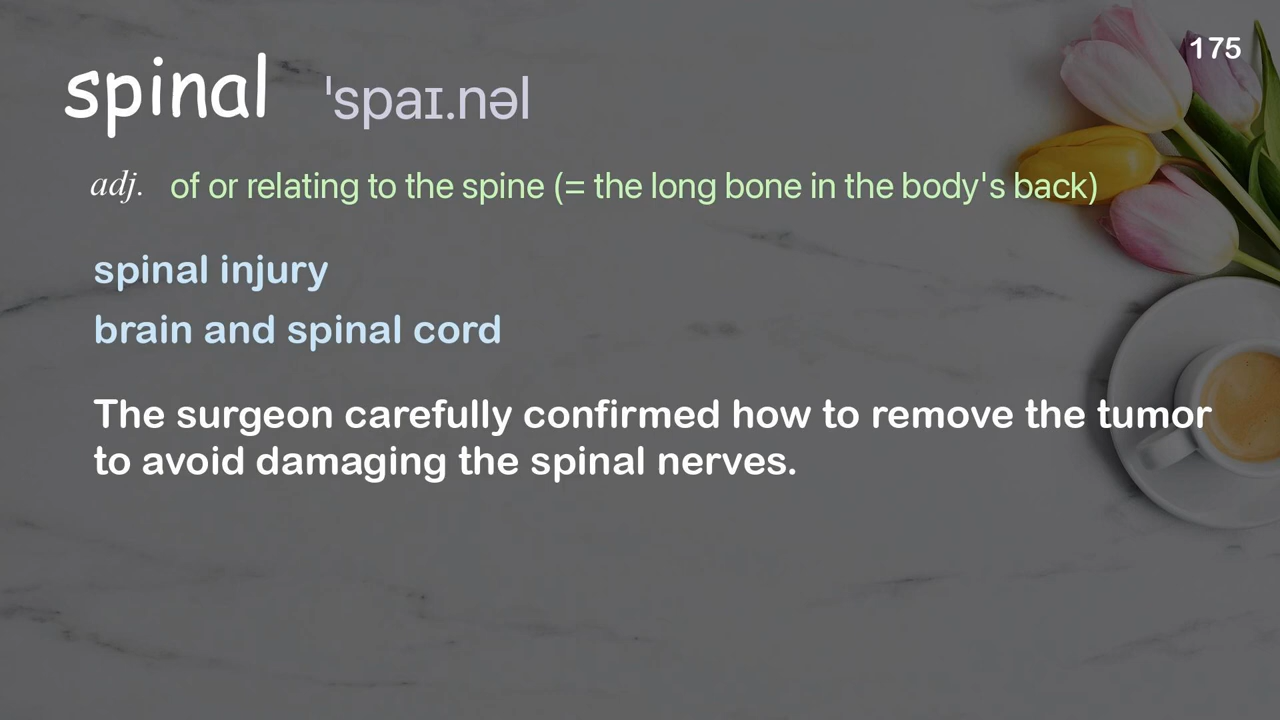 175
spinal ˈspaɪ.nəl
adj. of or relating to the spine (= the long bone in the body's back)
spinal injury
brain and spinal cord
The surgeon carefully confirmed how to remove the tumor
to avoid damaging the spinal nerves.